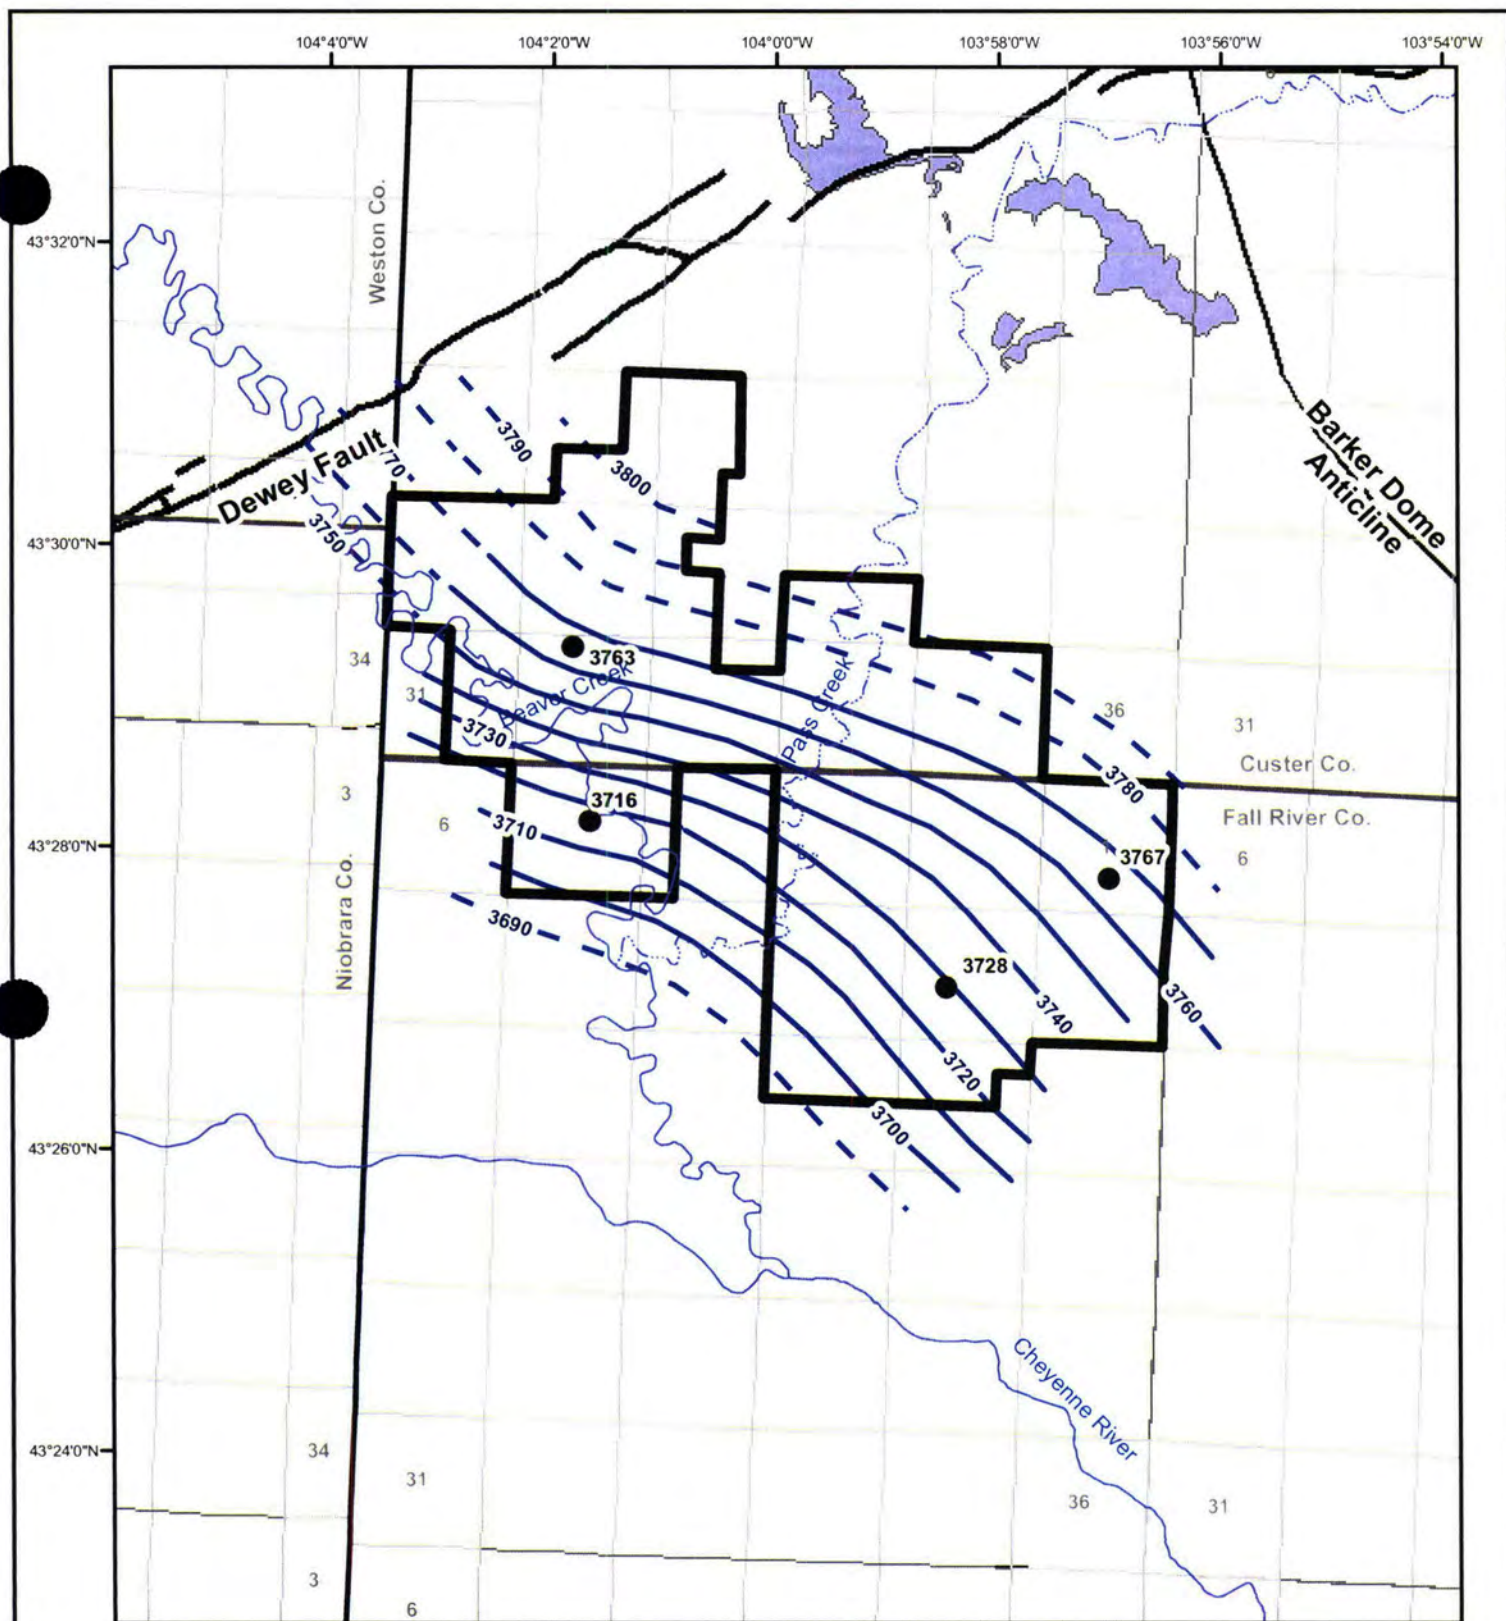 104°4'0"W
104°2'0"W
104°0'0"W
103°58'0"W
103°56'0"W
103°54'0"W
43°32'0"N
43°30'0"N
43°28'0"N
43°26'0"N
43°24'0"N
Weston Co.
Dewey Fault
Barker Dome
Anticline
3790
3800
770
3750
3763
Beaver Creek
Pass Creek
34
31
3730
36
31
Custer Co.
3780
Fall River Co.
3
6
3716
3710
3767
6
Niobrara Co.
3690
3728
3740
3760
3720
3700
Cheyenne River
34
31
36
31
3
6